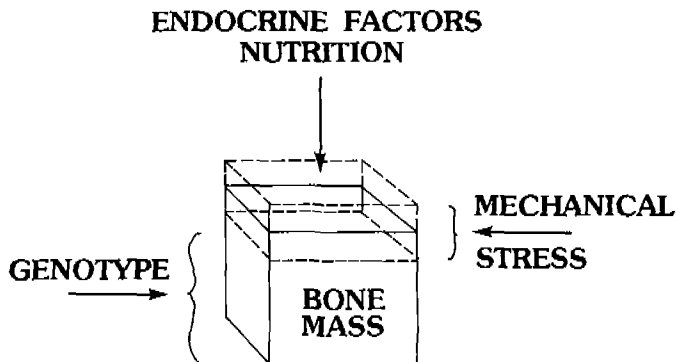 ENDOCRINE FACTORS
NUTRITION
MECHANICAL
STRESS
GENOTYPE
BONE
MASS